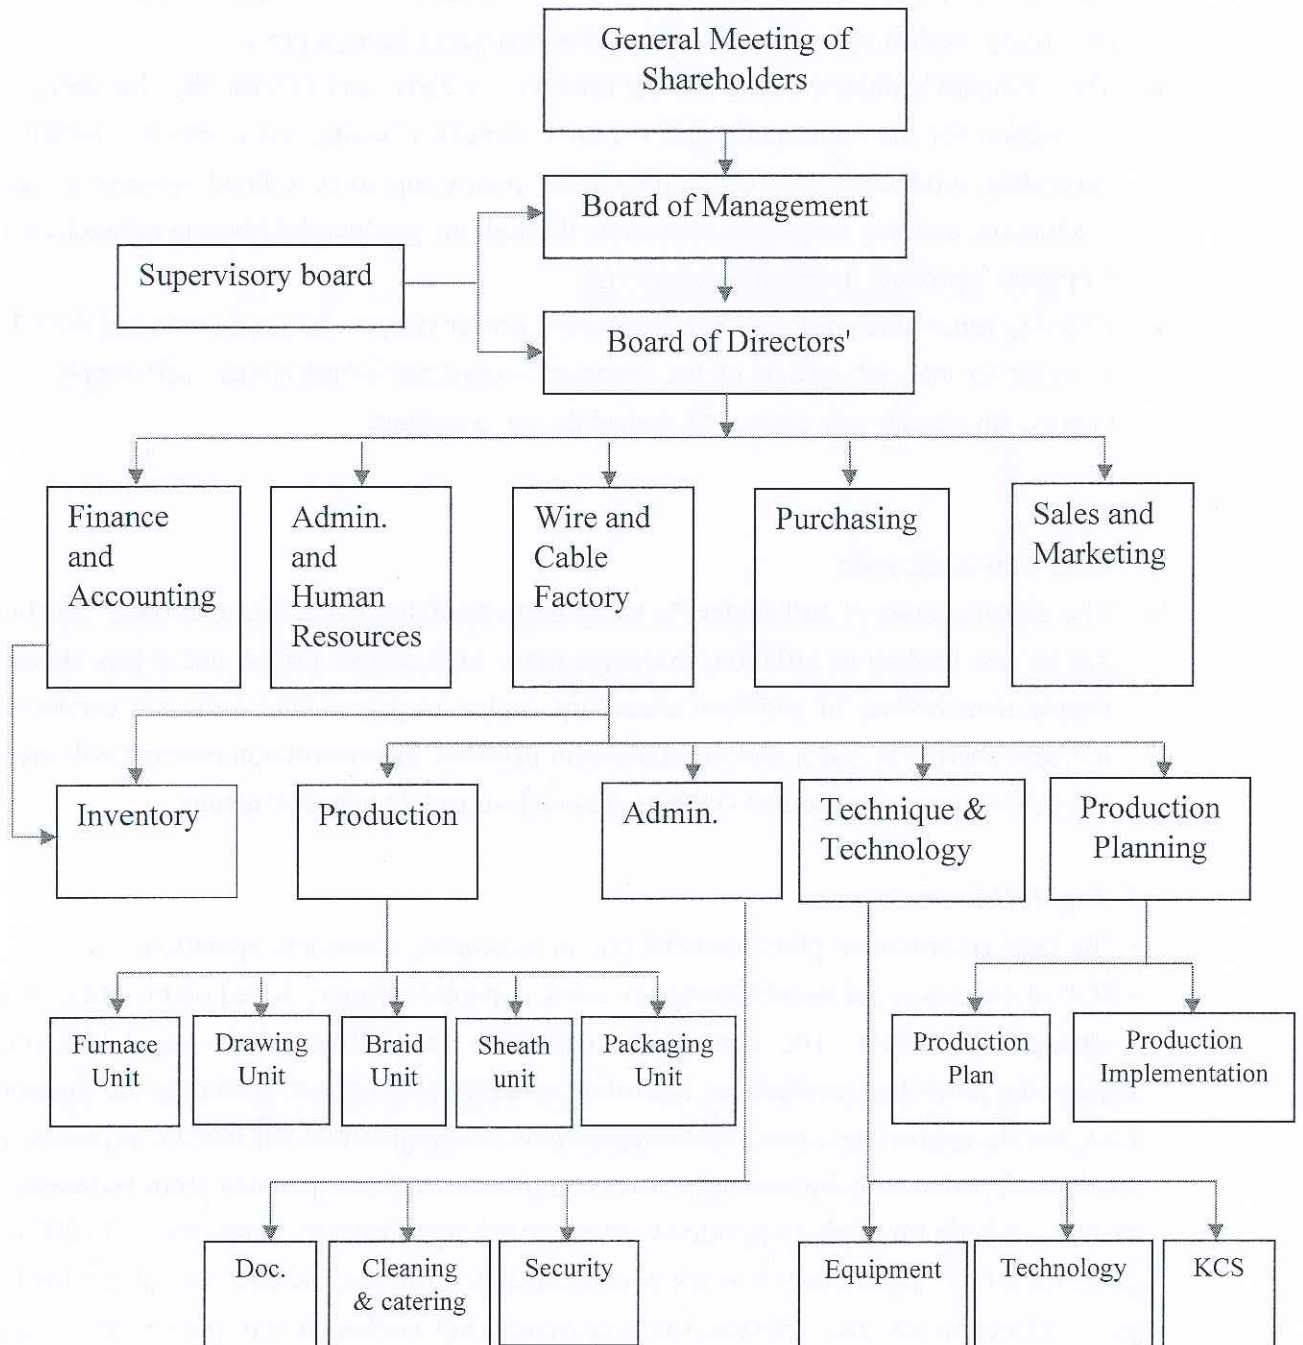 General Meeting of
Shareholders
Board of Management
Supervisory board
Board of Directors'
Finance
and
Accounting
Admin.
and
Human
Resources
Wire and
Cable
Factory
Purchasing
Sales and
Marketing
Inventory
Production
Admin.
Technique &
Technology
Production
Planning
Furnace
Unit
Drawing
Unit
Braid
Unit
Sheath
unit
Packaging
Unit
Production
Plan
Production
Implementation
Doc.
Cleaning
& catering
Security
Equipment
Technology
KCS